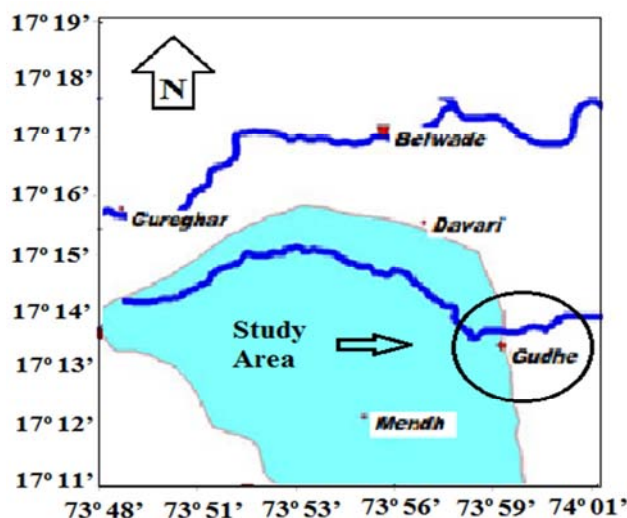 17° 19’
17° 18’
N
17° 17’
Belwade
17° 16’
Gureghar
Davari
17° 15’
17° 14’
Study
Area
Gudhe
17° 13’
17° 12’
Mendh
17° 11’
73° 48’ 73° 51’ 73° 53’ 73° 56’ 73° 59’ 74° 01’